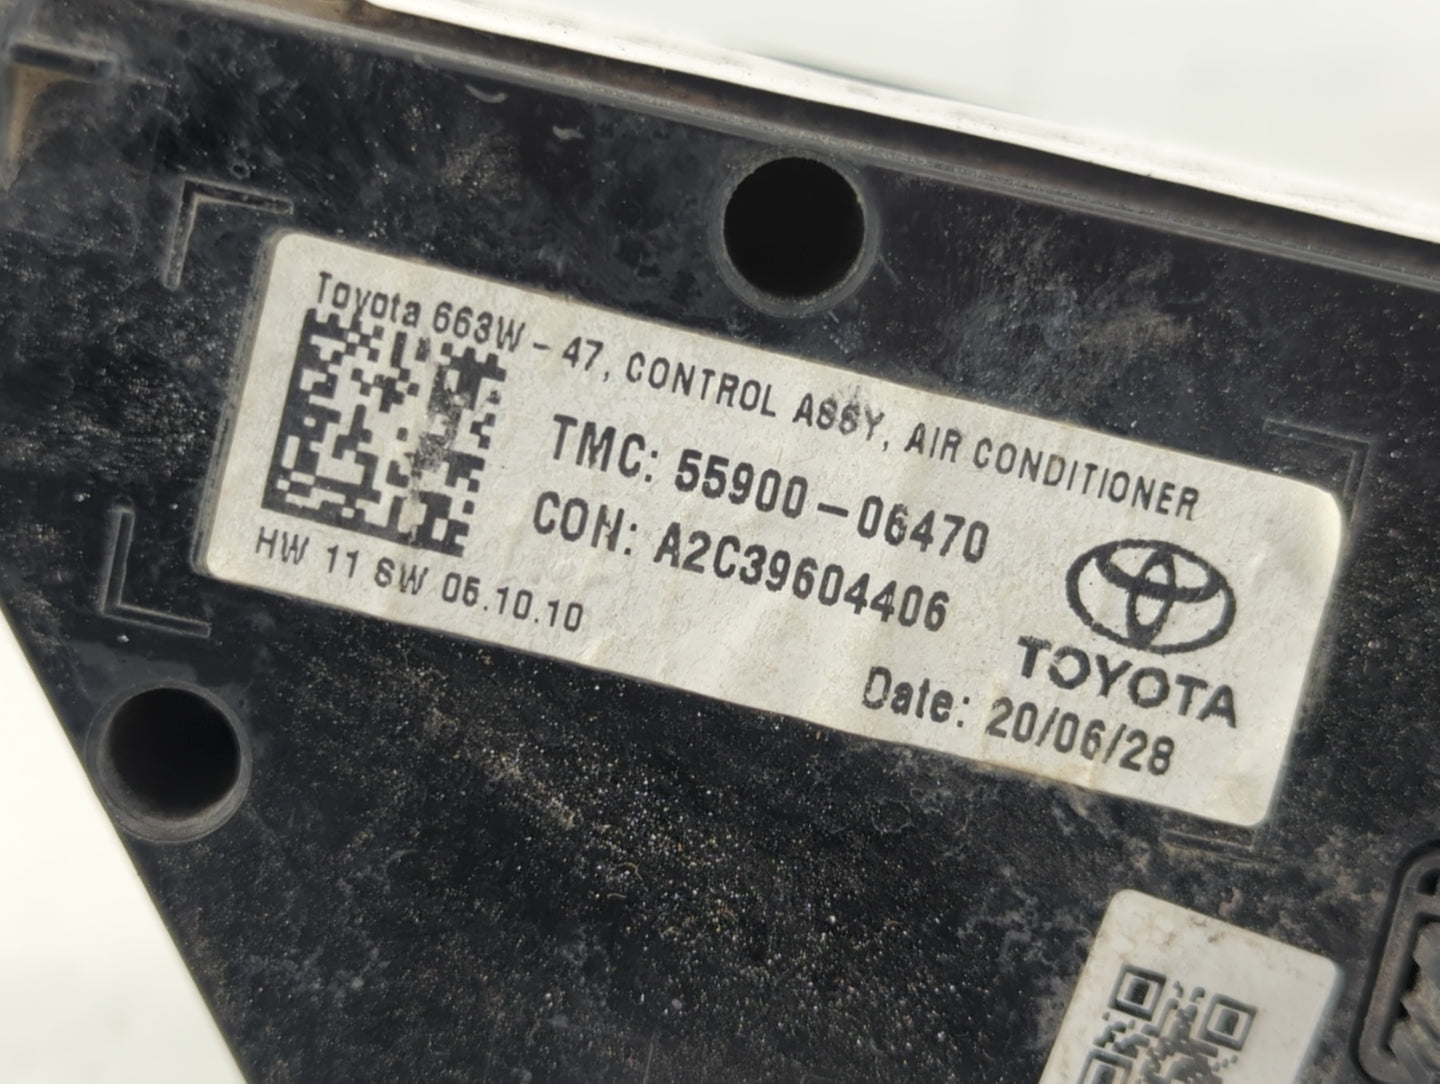 Toyota 663W - 47, CONTROL ASSY, AIR CONDITIONER
TMC: 55900 - 06470
CON: A2C39604406
HW 11 SW 05.10.10
TOYOTA
Date: 20/06/28